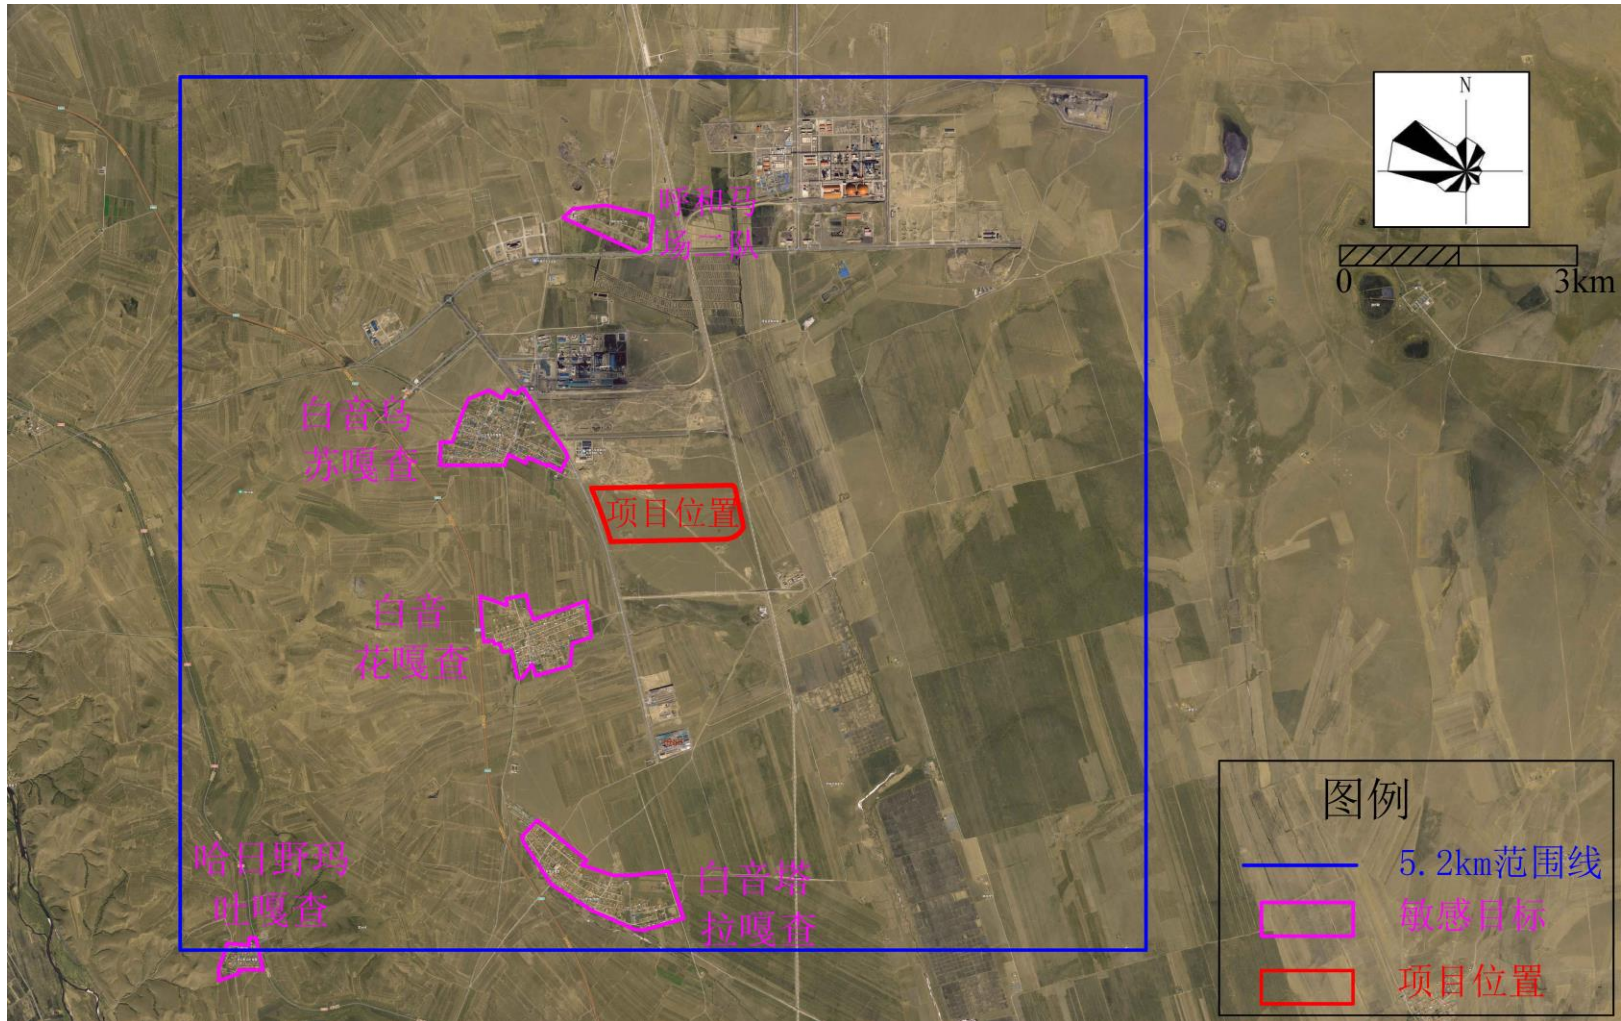 N
0
3km
呼和马
场二队
白音乌
苏嘎查
项目位置
白音
花嘎查
哈日野玛
吐嘎查
白音塔
拉嘎查
图例
5.2km范围线
敏感目标
项目位置